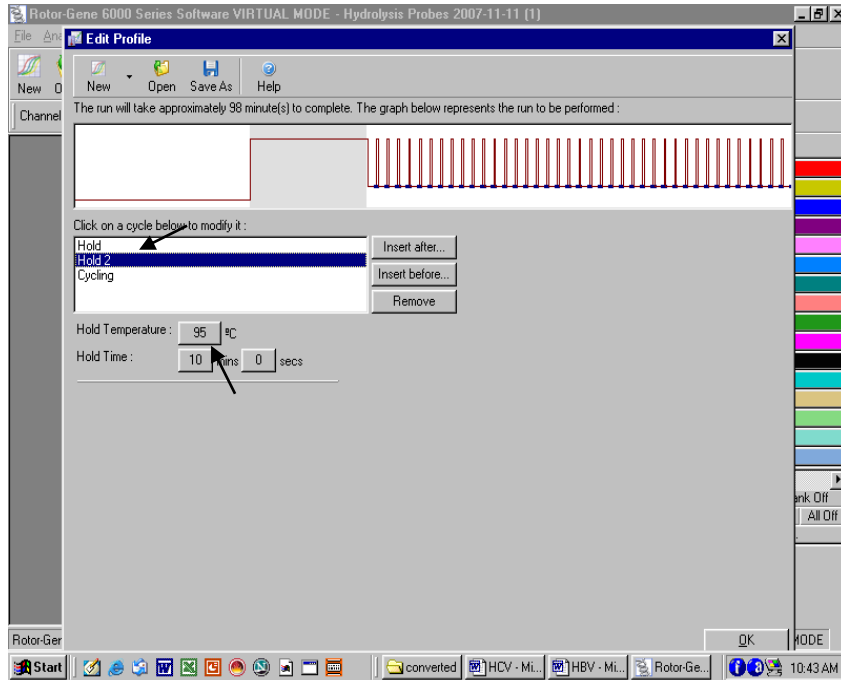 Rotor-Gene 6000 Series Software VIRTUAL MODE - Hydrolysis Probes 2007-11-11 (1)
File Ana
Edit Profile
New
New Open Save As Help
Channel
The run will take approximately 98 minute(s) to complete. The graph below represents the run to be performed :
Click on a cycle below to modify it :
Hold
Hold 2
Cycling
Insert after...
Insert before...
Remove
Hold Temperature : 95 ºC
Hold Time : 10 mins 0 secs
ank Off
All Off
OK
Rotor-Ger
MODE
Start
converted
HCV - Mi...
HBV - Mi...
Rotor-Ge...
10:43 AM